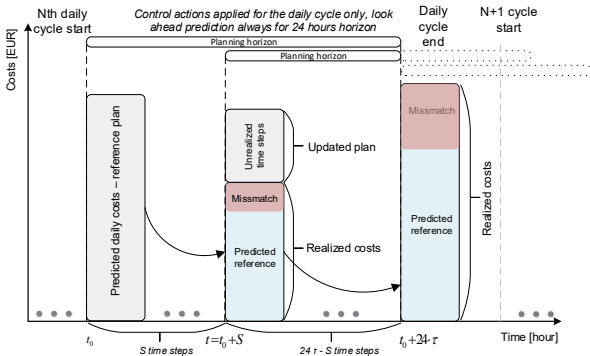 Nth daily
cycle start
Control actions applied for the daily cycle only, look
ahead prediction always for 24 hours horizon
Daily
cycle
end
N+1 cycle
start
Planning horizon
Planning horizon
Costs [EUR]
Predicted daily costs – reference plan
Unrealized
time steps
Updated plan
Missmatch
Predicted
reference
Realized costs
Missmatch
Predicted
reference
Realized costs
t₀
S time steps
t=t₀+S
24 τ - S time steps
t₀+24·τ
Time [hour]